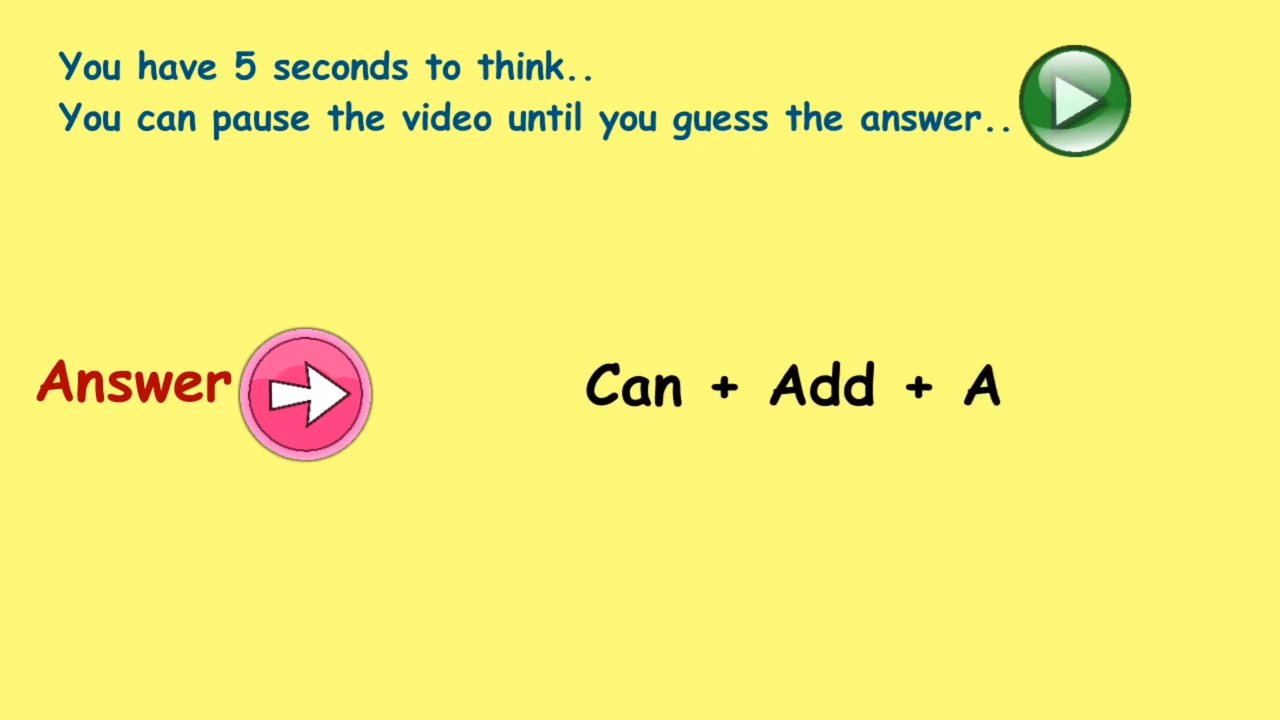 You have 5 seconds to think..
You can pause the video until you guess the answer..
Answer
Can + Add + A